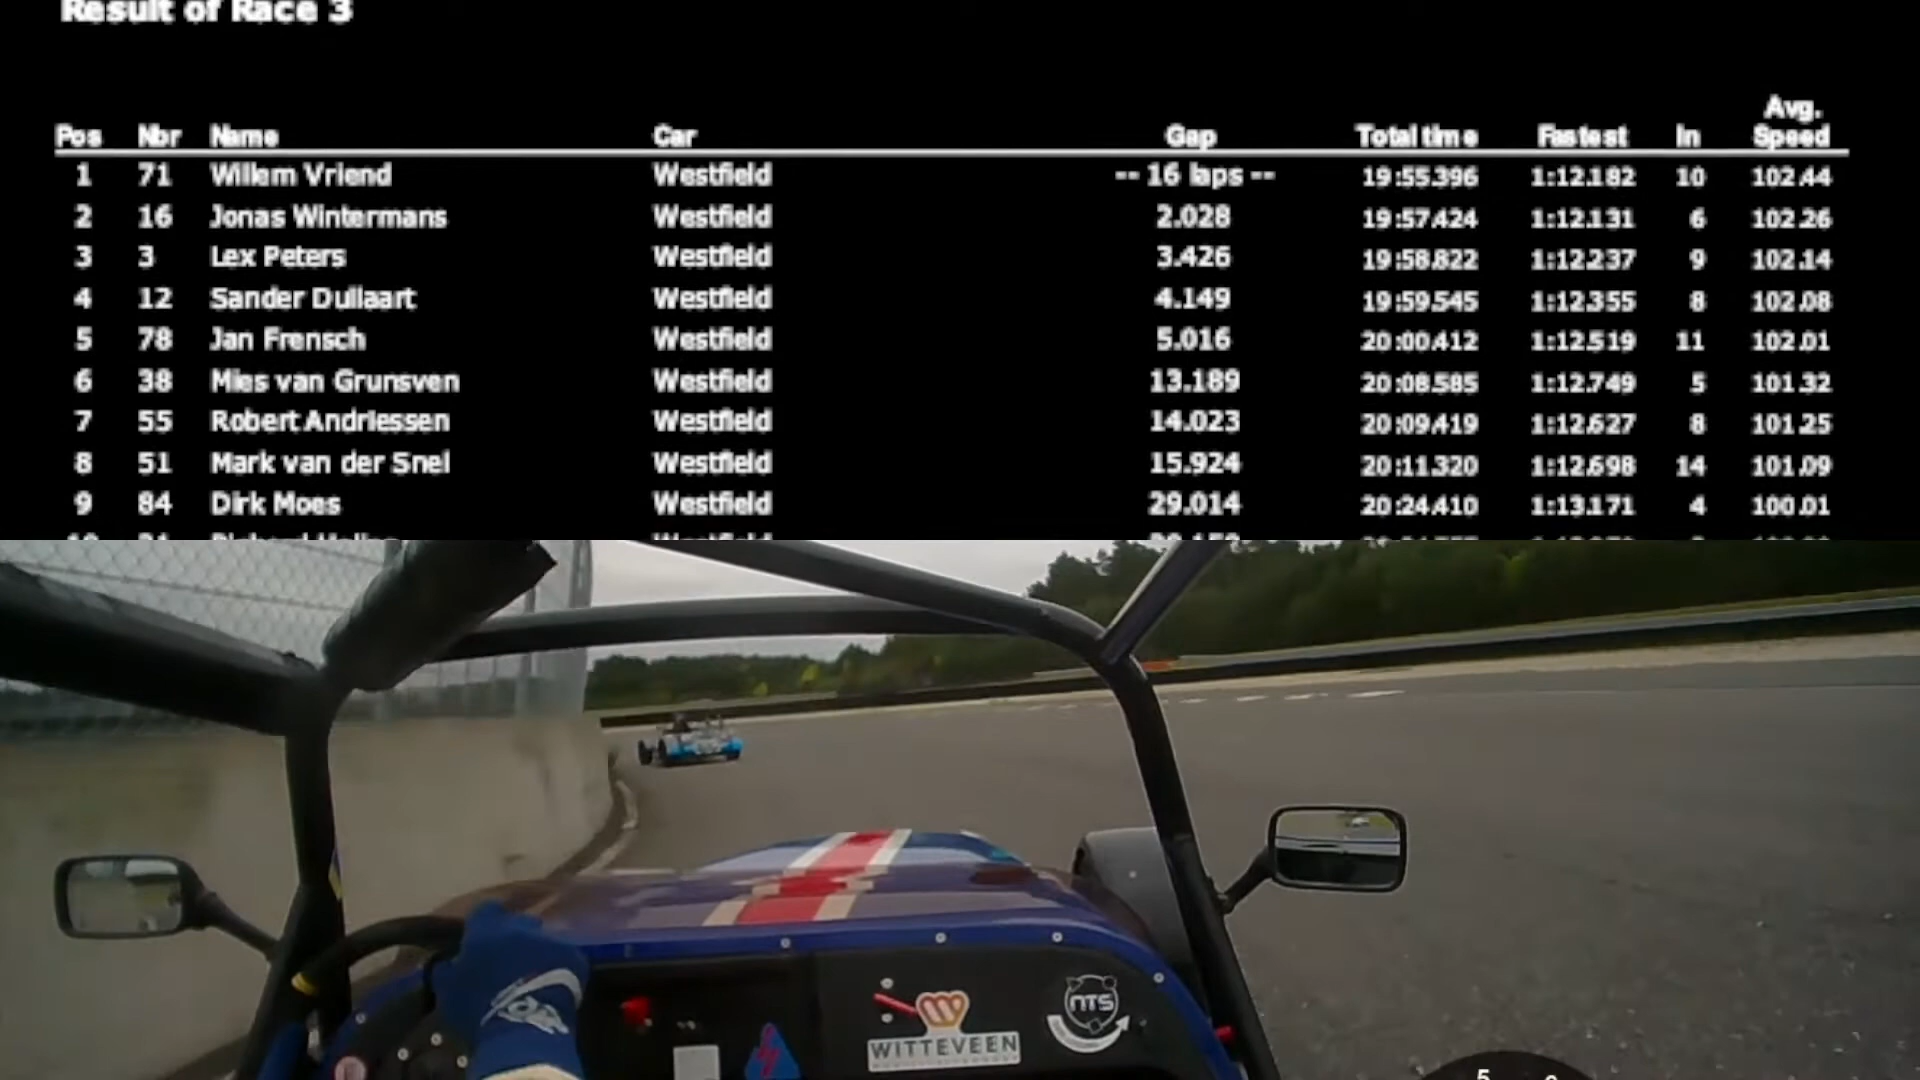 Result of Race 3
Avg.
Pos Nbr Name Car Gap Total time Fastest In Speed
1 71 Willem Vriend Westfield -- 16 laps -- 19:55.396 1:12.182 10 102.44
2 16 Jonas Wintermans Westfield 2.028 19:57.424 1:12.131 6 102.26
3 3 Lex Peters Westfield 3.426 19:58.822 1:12.237 9 102.14
4 12 Sander Dullaart Westfield 4.149 19:59.545 1:12.355 8 102.08
5 78 Jan Frensch Westfield 5.016 20:00.412 1:12.519 11 102.01
6 38 Mies van Grunsven Westfield 13.189 20:08.585 1:12.749 5 101.32
7 55 Robert Andriessen Westfield 14.023 20:09.419 1:12.627 8 101.25
8 51 Mark van der Snel Westfield 15.924 20:11.320 1:12.698 14 101.09
9 84 Dirk Moes Westfield 29.014 20:24.410 1:13.171 4 100.01
WITTEVEEN
NTS
5